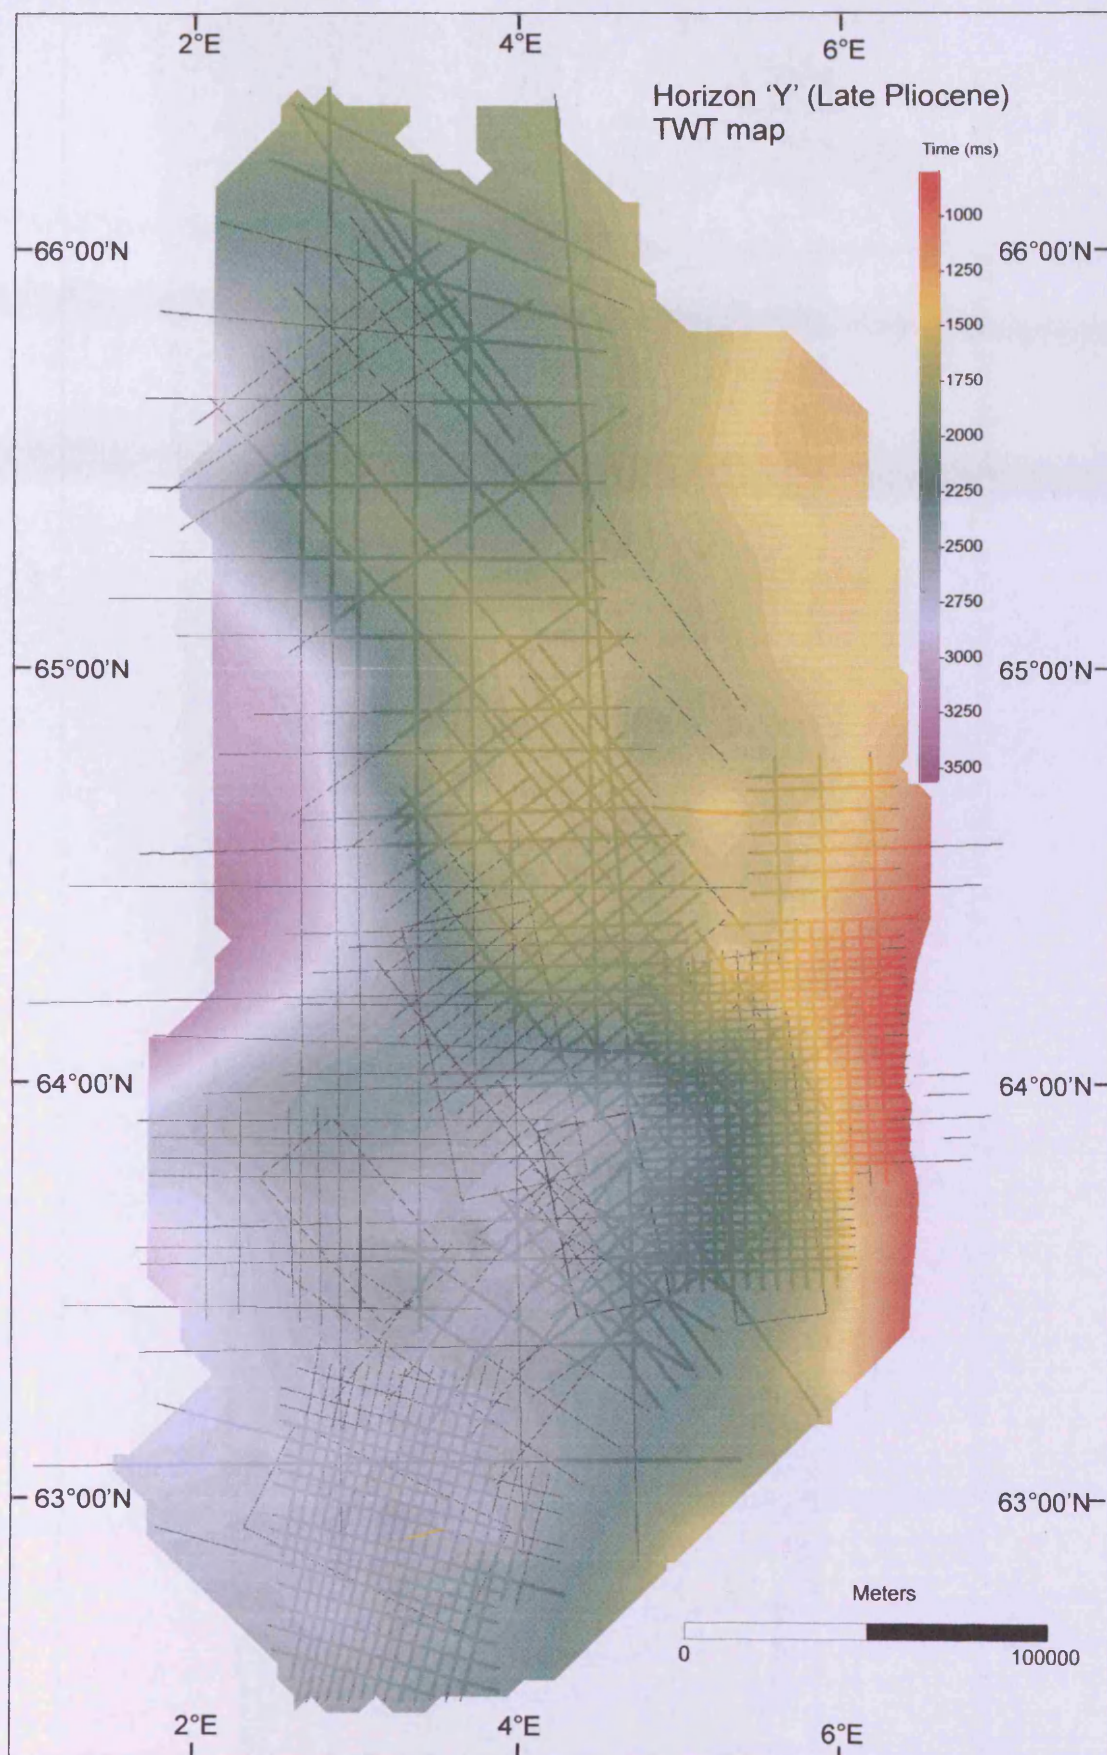 2°E 4°E 6°E
Horizon ‘Y’ (Late Pliocene)
TWT map
Time (ms)
-1000
66°00'N 66°00'N
-1250
-1500
-1750
-2000
-2250
-2500
-2750
-3000
65°00'N 65°00'N
-3250
-3500
64°00'N 64°00'N
63°00'N 63°00'N
Meters
0 100000
2°E 4°E 6°E